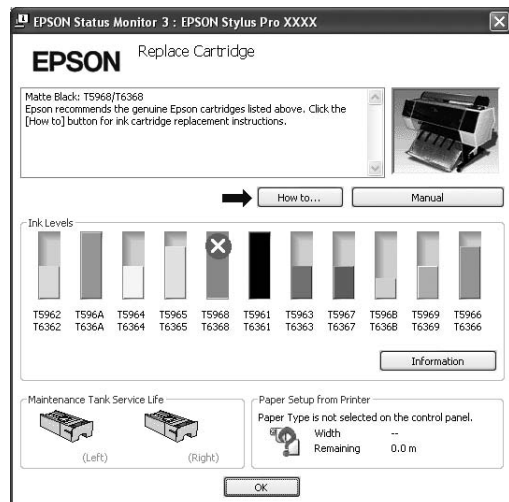 EPSON Status Monitor 3 : EPSON Stylus Pro XXXX
EPSON
Replace Cartridge
Matte Black: T5968/T6368
Epson recommends the genuine Epson cartridges listed above. Click the
[How to] button for ink cartridge replacement instructions.
How to...
Manual
Ink Levels
T5962 T596A T5964 T5965 T5968 T5961 T5963 T5967 T596B T5969 T5966
T6362 T636A T6364 T6365 T6368 T6361 T6363 T6367 T636B T6369 T6366
Information
Maintenance Tank Service Life
(Left) (Right)
Paper Setup from Printer
Paper Type is not selected on the control panel.
Width --
Remaining 0.0 m
OK